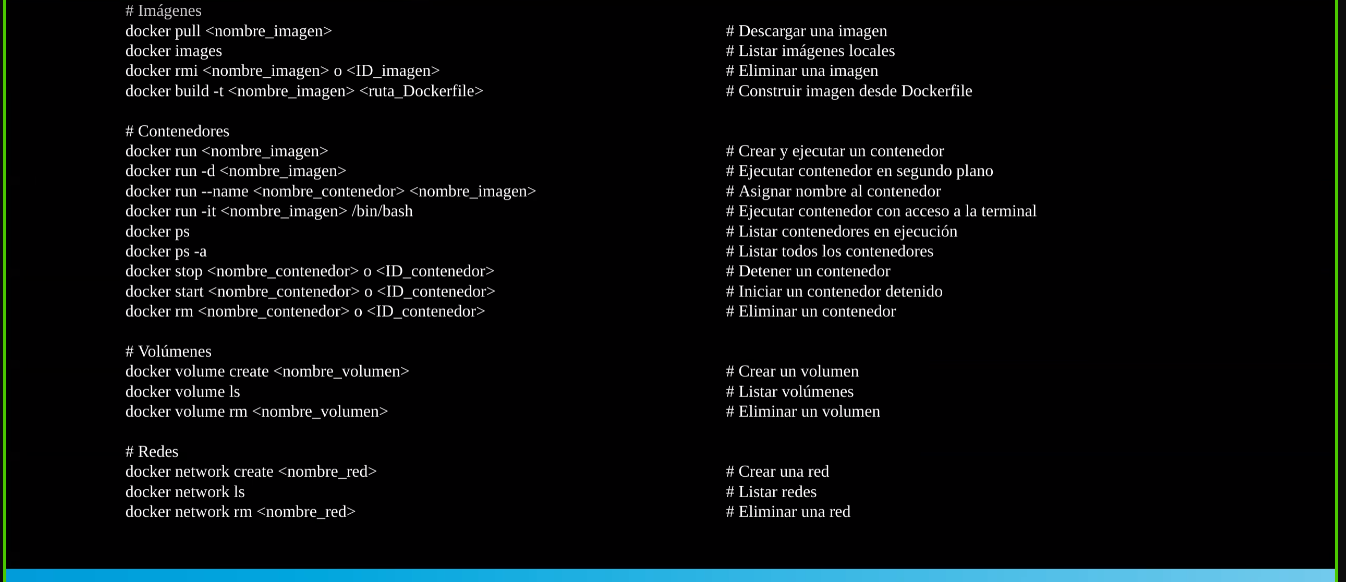 # Imágenes
docker pull <nombre_imagen> # Descargar una imagen
docker images # Listar imágenes locales
docker rmi <nombre_imagen> o <ID_imagen> # Eliminar una imagen
docker build -t <nombre_imagen> <ruta_Dockerfile> # Construir imagen desde Dockerfile
# Contenedores
docker run <nombre_imagen> # Crear y ejecutar un contenedor
docker run -d <nombre_imagen> # Ejecutar contenedor en segundo plano
docker run --name <nombre_contenedor> <nombre_imagen> # Asignar nombre al contenedor
docker run -it <nombre_imagen> /bin/bash # Ejecutar contenedor con acceso a la terminal
docker ps # Listar contenedores en ejecución
docker ps -a # Listar todos los contenedores
docker stop <nombre_contenedor> o <ID_contenedor> # Detener un contenedor
docker start <nombre_contenedor> o <ID_contenedor> # Iniciar un contenedor detenido
docker rm <nombre_contenedor> o <ID_contenedor> # Eliminar un contenedor
# Volúmenes
docker volume create <nombre_volumen> # Crear un volumen
docker volume ls # Listar volúmenes
docker volume rm <nombre_volumen> # Eliminar un volumen
# Redes
docker network create <nombre_red> # Crear una red
docker network ls # Listar redes
docker network rm <nombre_red> # Eliminar una red